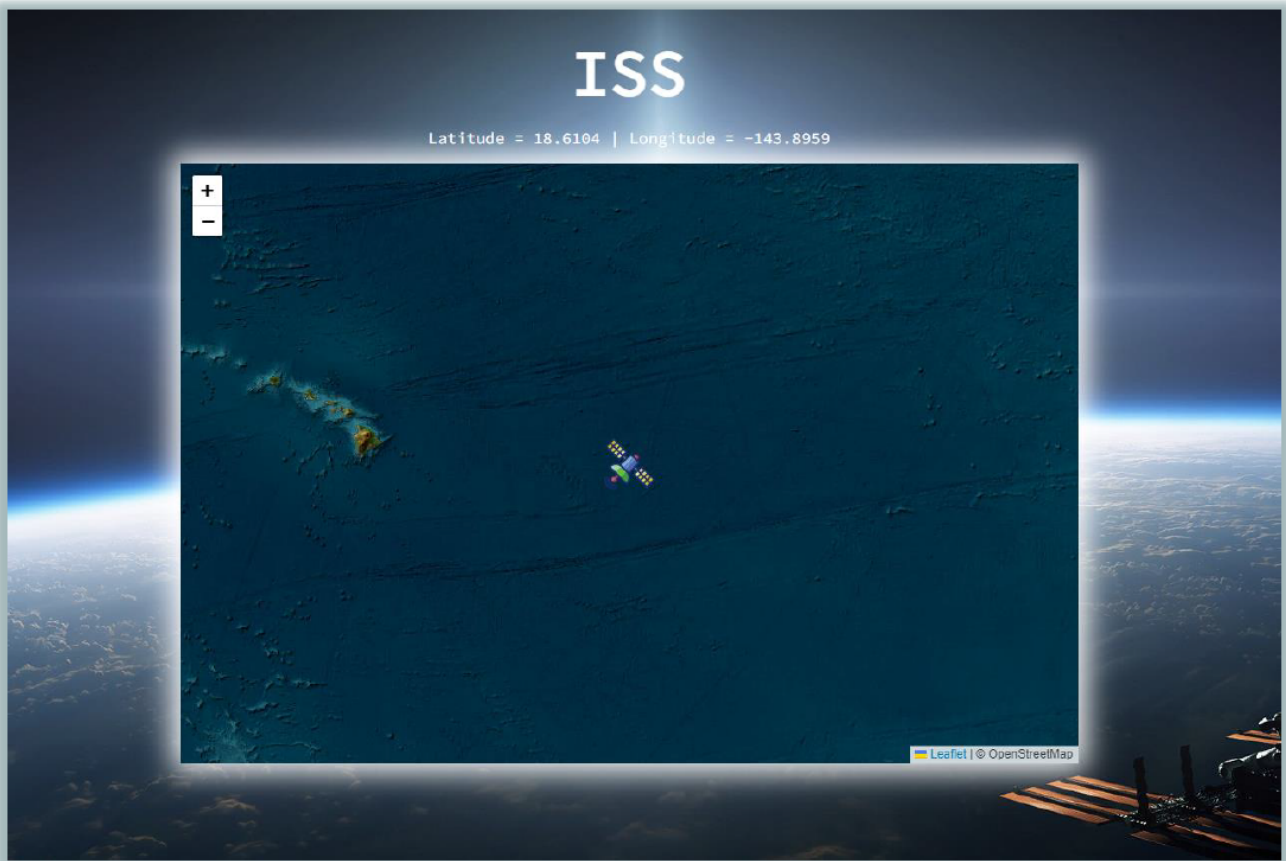 ISS
Latitude = 18.6104 | Longitude = -143.8959
+
−
Leaflet | © OpenStreetMap